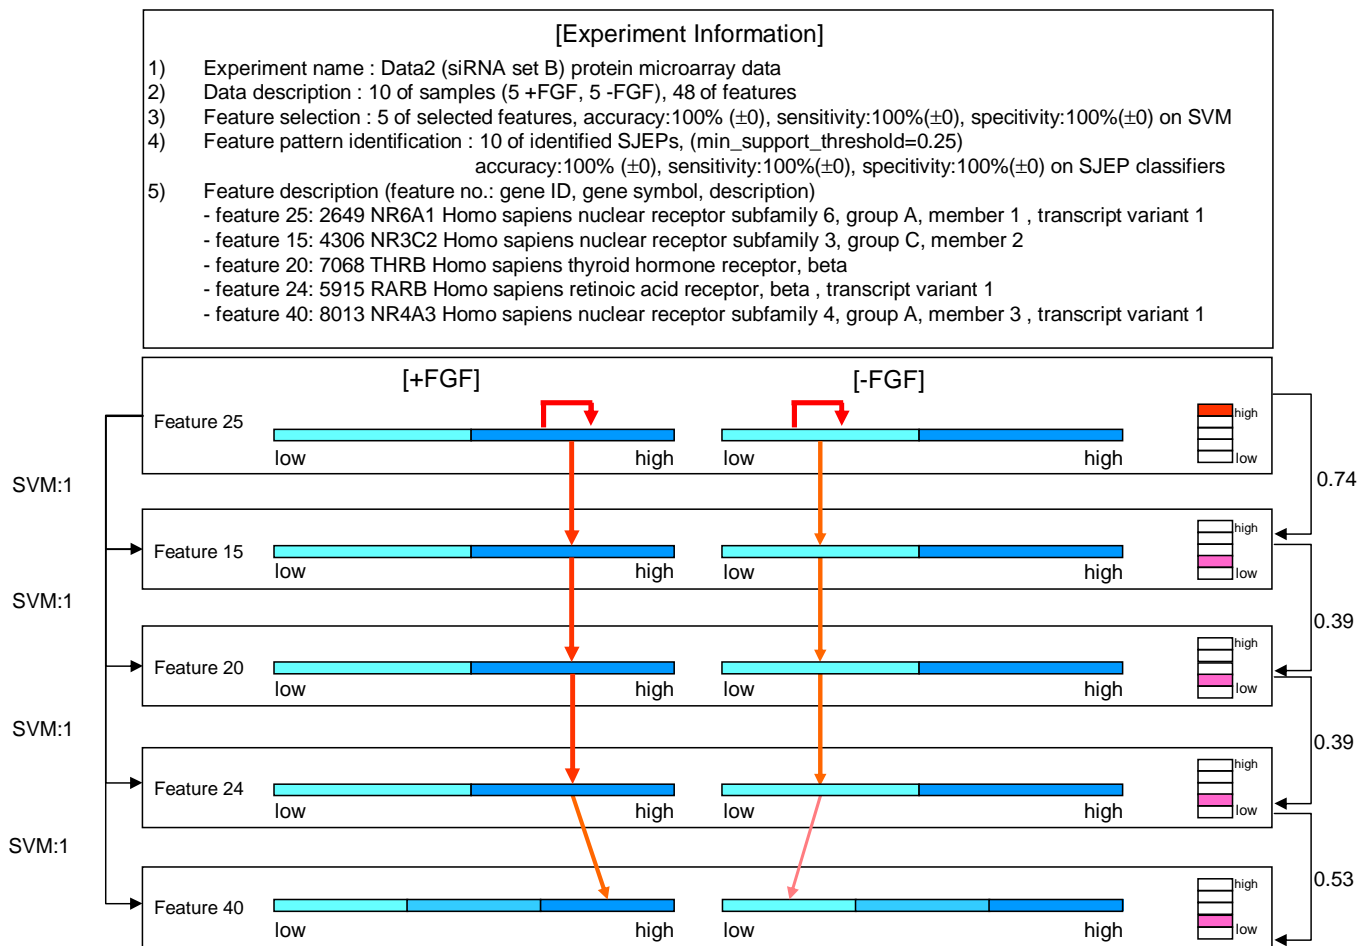 [Experiment Information]
1) Experiment name : Data2 (siRNA set B) protein microarray data
2) Data description : 10 of samples (5 +FGF, 5 -FGF), 48 of features
3) Feature selection : 5 of selected features, accuracy:100% (±0), sensitivity:100%(±0), specitivity:100%(±0) on SVM
4) Feature pattern identification : 10 of identified SJEPs, (min_support_threshold=0.25)
accuracy:100% (±0), sensitivity:100%(±0), specitivity:100%(±0) on SJEP classifiers
5) Feature description (feature no.: gene ID, gene symbol, description)
- feature 25: 2649 NR6A1 Homo sapiens nuclear receptor subfamily 6, group A, member 1 , transcript variant 1
- feature 15: 4306 NR3C2 Homo sapiens nuclear receptor subfamily 3, group C, member 2
- feature 20: 7068 THRB Homo sapiens thyroid hormone receptor, beta
- feature 24: 5915 RARB Homo sapiens retinoic acid receptor, beta , transcript variant 1
- feature 40: 8013 NR4A3 Homo sapiens nuclear receptor subfamily 4, group A, member 3 , transcript variant 1
[+FGF] [-FGF]
Feature 25
high
low high low high low
SVM:1
0.74
Feature 15
high
low high low high low
SVM:1
0.39
Feature 20
high
low high low high low
SVM:1
0.39
Feature 24
high
low high low high low
SVM:1
0.53
Feature 40
high
low high low high low